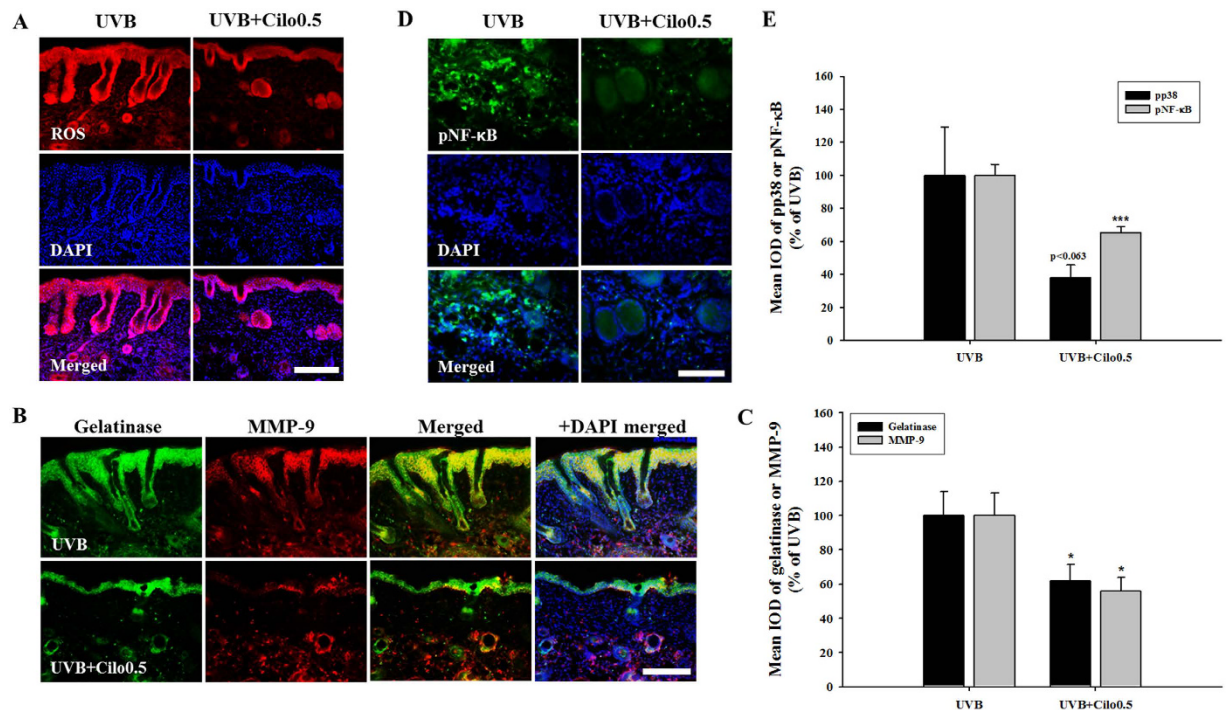 A
UVB
UVB+Cilo0.5
ROS
DAPI
Merged
D
UVB
UVB+Cilo0.5
pNF-κB
DAPI
Merged
E
Mean IOD of pp38 or pNF-κB
(% of UVB)
160
140
120
100
80
60
40
20
0
pp38
pNF-κB
p<0.063
***
UVB
UVB+Cilo0.5
B
Gelatinase
MMP-9
Merged
+DAPI merged
UVB
UVB+Cilo0.5
C
Mean IOD of gelatinase or MMP-9
(% of UVB)
160
140
120
100
80
60
40
20
0
Gelatinase
MMP-9
*
*
UVB
UVB+Cilo0.5